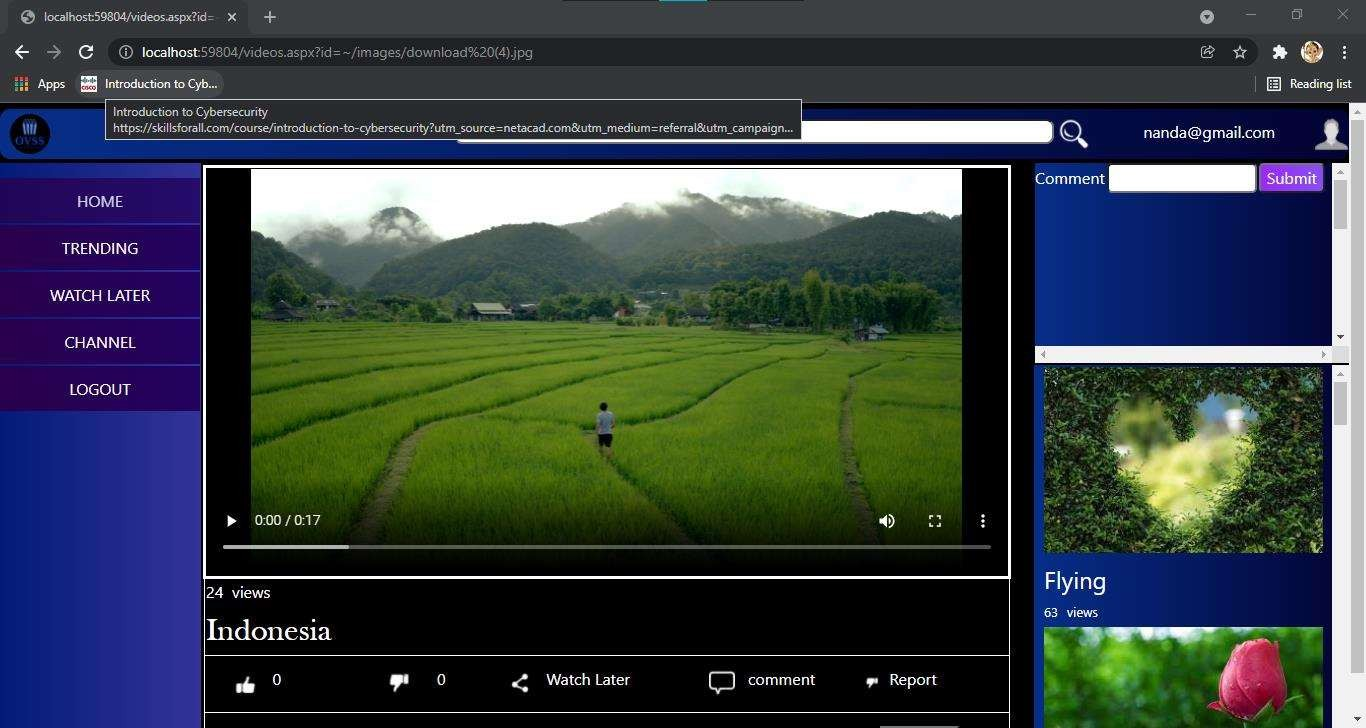 localhost:59804/videos.aspx?id=
localhost:59804/videos.aspx?id=~/images/download%20(4).jpg
Apps
Introduction to Cyb...
Reading list
Introduction to Cybersecurity
https://skillsforall.com/course/introduction-to-cybersecurity?utm_source=netacad.com&utm_medium=referral&utm_campaign...
OVSS
nanda@gmail.com
HOME
TRENDING
WATCH LATER
CHANNEL
LOGOUT
0:00 / 0:17
24 views
Indonesia
0
0
Watch Later
comment
Report
Comment
Submit
Flying
63 views